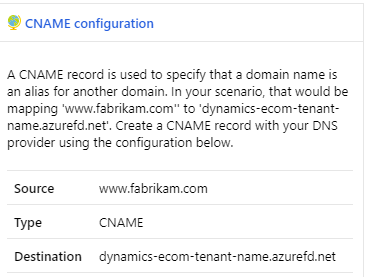 CNAME configuration
A CNAME record is used to specify that a domain name is
an alias for another domain. In your scenario, that would be
mapping 'www.fabrikam.com" to 'dynamics-ecom-tenant-
name.azurefd.net'. Create a CNAME record with your DNS
provider using the configuration below.
Source www.fabrikam.com
Type CNAME
Destination dynamics-ecom-tenant-name.azurefd.net